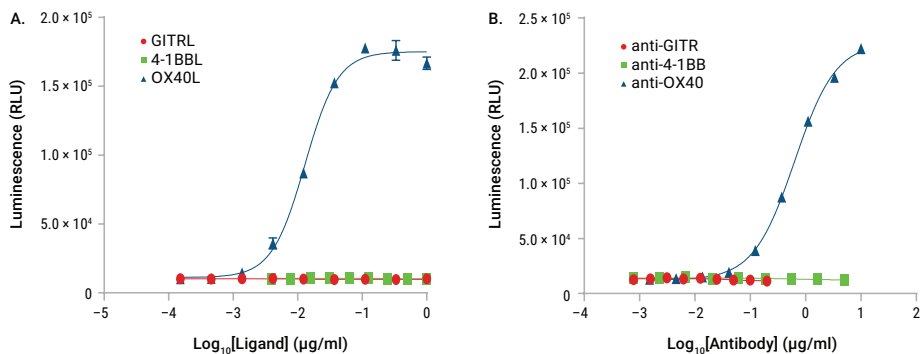 A.
GITRL
4-1BBL
OX40L
Luminescence (RLU)
2.0 × 10⁵
1.5 × 10⁵
1.0 × 10⁵
5.0 × 10⁴
0
−4
−3
−2
−1
0
Log₁₀[Ligand] (µg/ml)
B.
anti-GITR
anti-4-1BB
anti-OX40
Luminescence (RLU)
2.5 × 10⁵
2.0 × 10⁵
1.5 × 10⁵
1.0 × 10⁵
5.0 × 10⁴
0
−4
−3
−2
−1
0
1
2
Log₁₀[Antibody] (µg/ml)